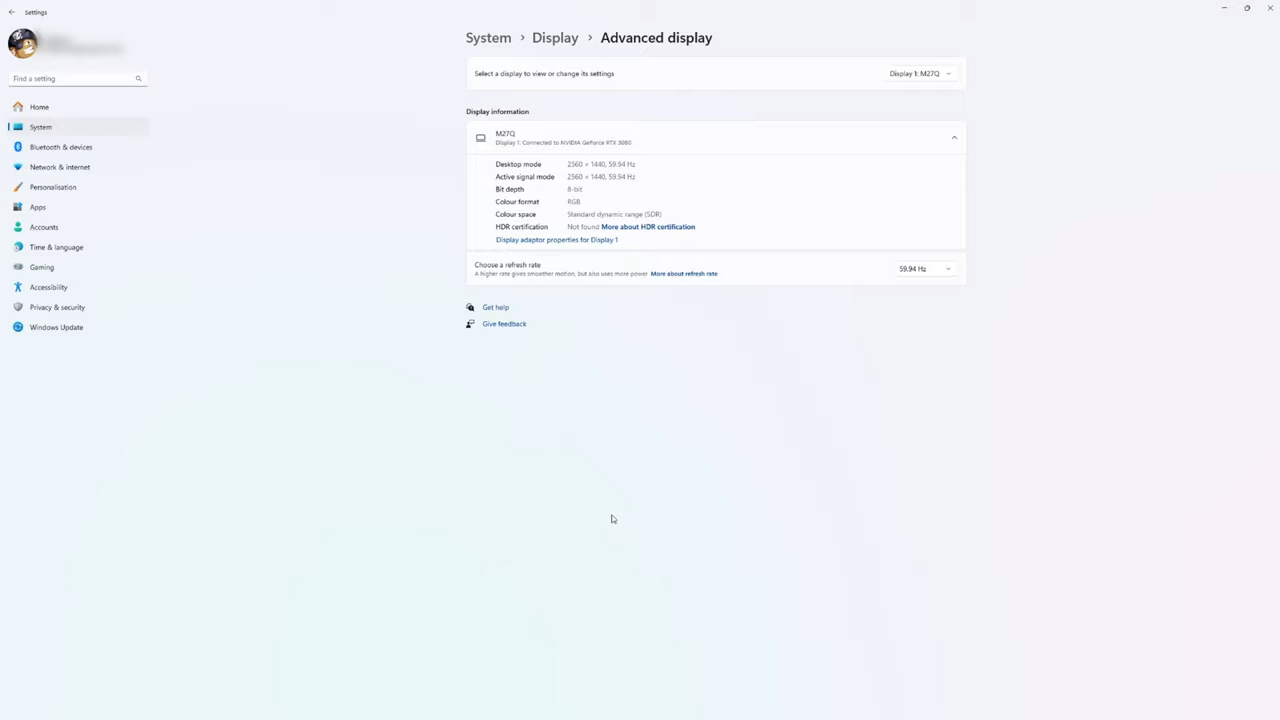 Settings
System > Display > Advanced display
Find a setting
Home
System
Bluetooth & devices
Network & internet
Personalisation
Apps
Accounts
Time & language
Gaming
Accessibility
Privacy & security
Windows Update
Select a display to view or change its settings
Display 1: M27Q
Display information
M27Q
Display 1: Connected to NVIDIA GeForce RTX 3080
Desktop mode 2560 × 1440, 59.94 Hz
Active signal mode 2560 × 1440, 59.94 Hz
Bit depth 8-bit
Colour format RGB
Colour space Standard dynamic range (SDR)
HDR certification Not found More about HDR certification
Display adaptor properties for Display 1
Choose a refresh rate
A higher rate gives smoother motion, but also uses more power More about refresh rate
59.94 Hz
Get help
Give feedback